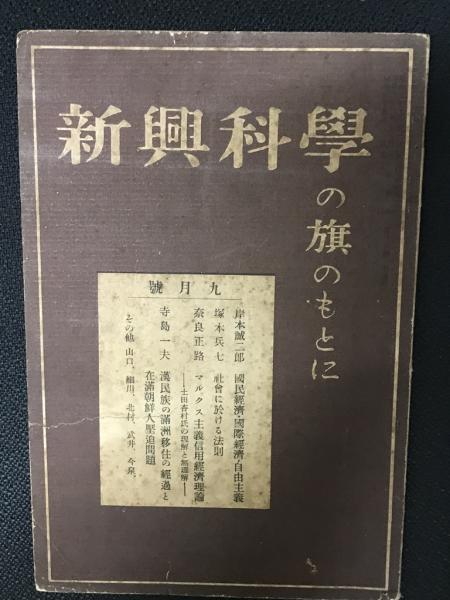 新興科學
の旗のもとに
九月號
岸本誠二郎 國民經濟・國際經濟・自由主義
塚本兵七 社會に於ける法則
奈良正路 マルクス主義信用經濟理論
——土田杏村氏の理解と無理解——
寺島一夫 漢民族の滿洲移住の經過と
在滿朝鮮人壓迫問題
その他 山口、細川、北村、武井、今泉、